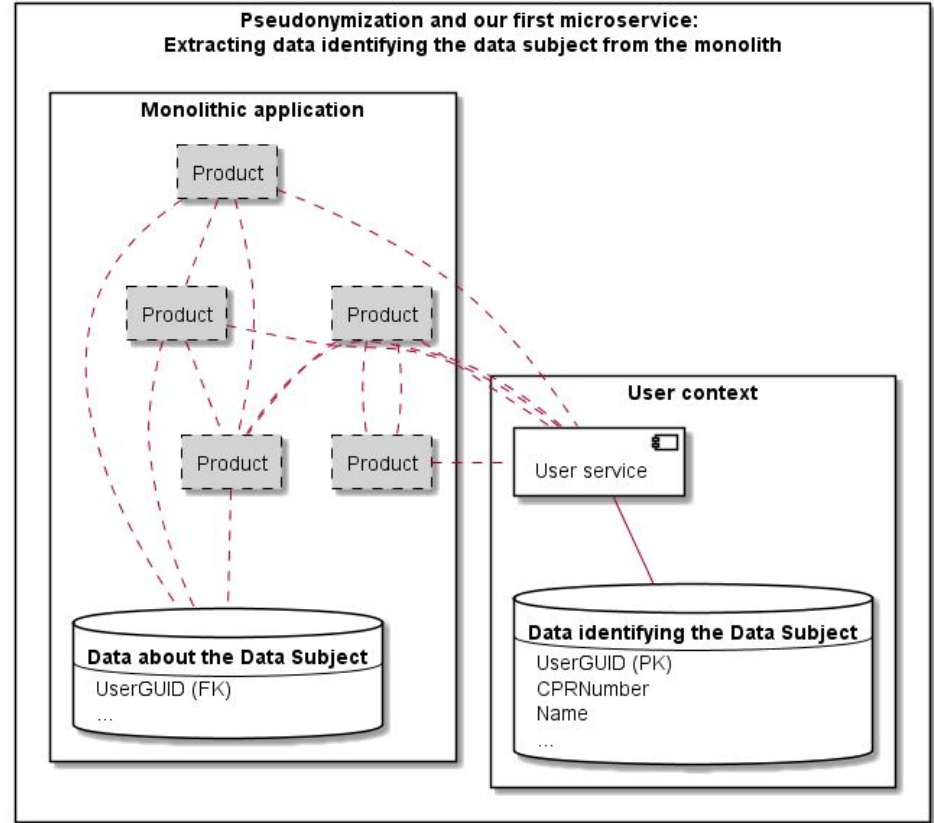 Pseudonymization and our first microservice:
Extracting data identifying the data subject from the monolith
Monolithic application
Product
Product
Product
Product
Product
Data about the Data Subject
UserGUID (FK)
...
User context
User service
Data identifying the Data Subject
UserGUID (PK)
CPRNumber
Name
...